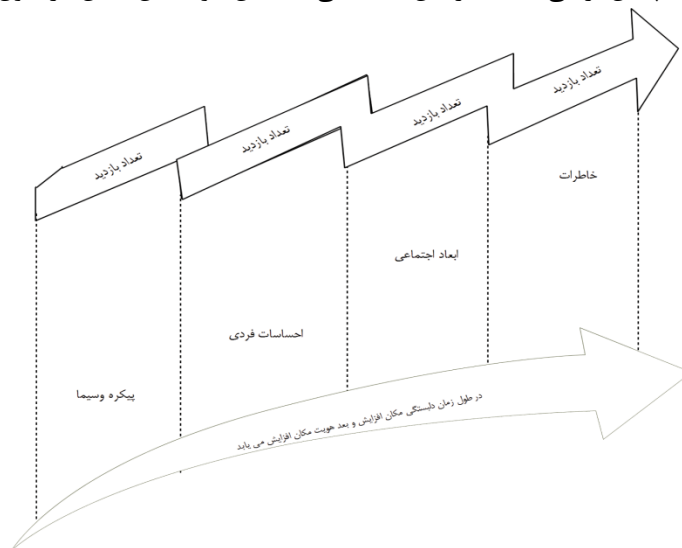 تعداد بازدید
تعداد بازدید
تعداد بازدید
تعداد بازدید
خاطرات
ابعاد اجتماعی
احساسات فردی
پیکره وسیما
در طول زمان دلبستگی مکان افزایش و بعد هویت مکان افزایش می یابد